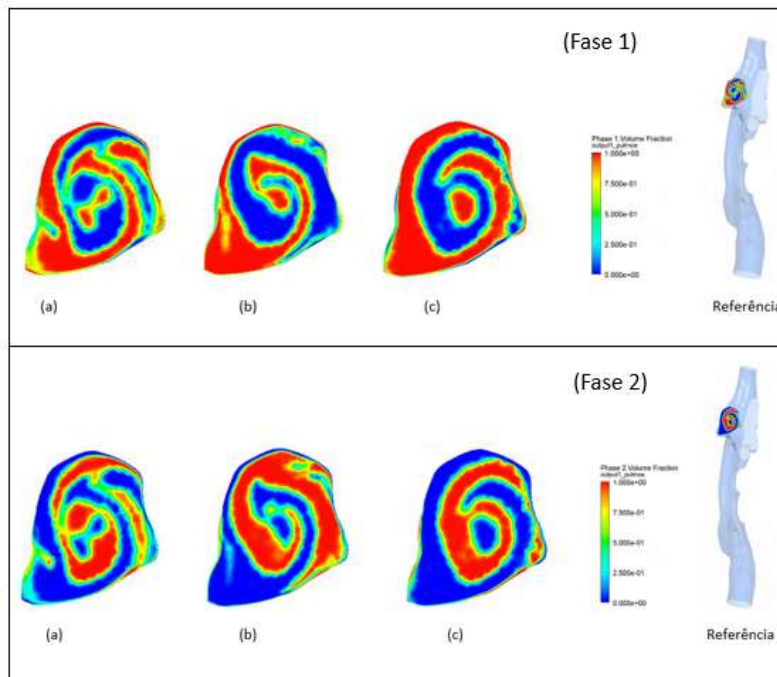 (Fase 1)
Phase 1.Volume Fraction
output1_pulmoe
1.000e+00
7.500e-01
5.000e-01
2.500e-01
0.000e+00
(a)
(b)
(c)
Referência
(Fase 2)
Phase 2.Volume Fraction
output1_pulmoe
1.000e+00
7.500e-01
5.000e-01
2.500e-01
0.000e+00
(a)
(b)
(c)
Referência